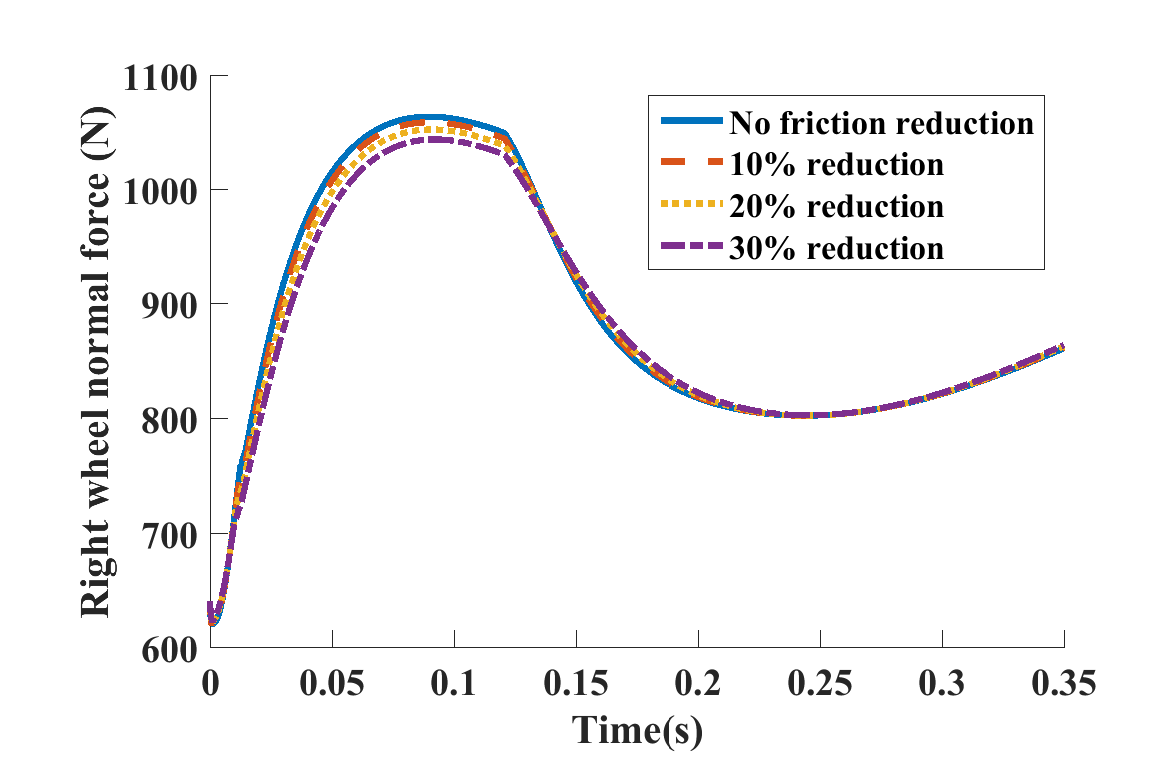 1100
1000
900
800
700
600
0
0.05
0.1
0.15
0.2
0.25
0.3
0.35
Right wheel normal force (N)
Time(s)
No friction reduction
10% reduction
20% reduction
30% reduction